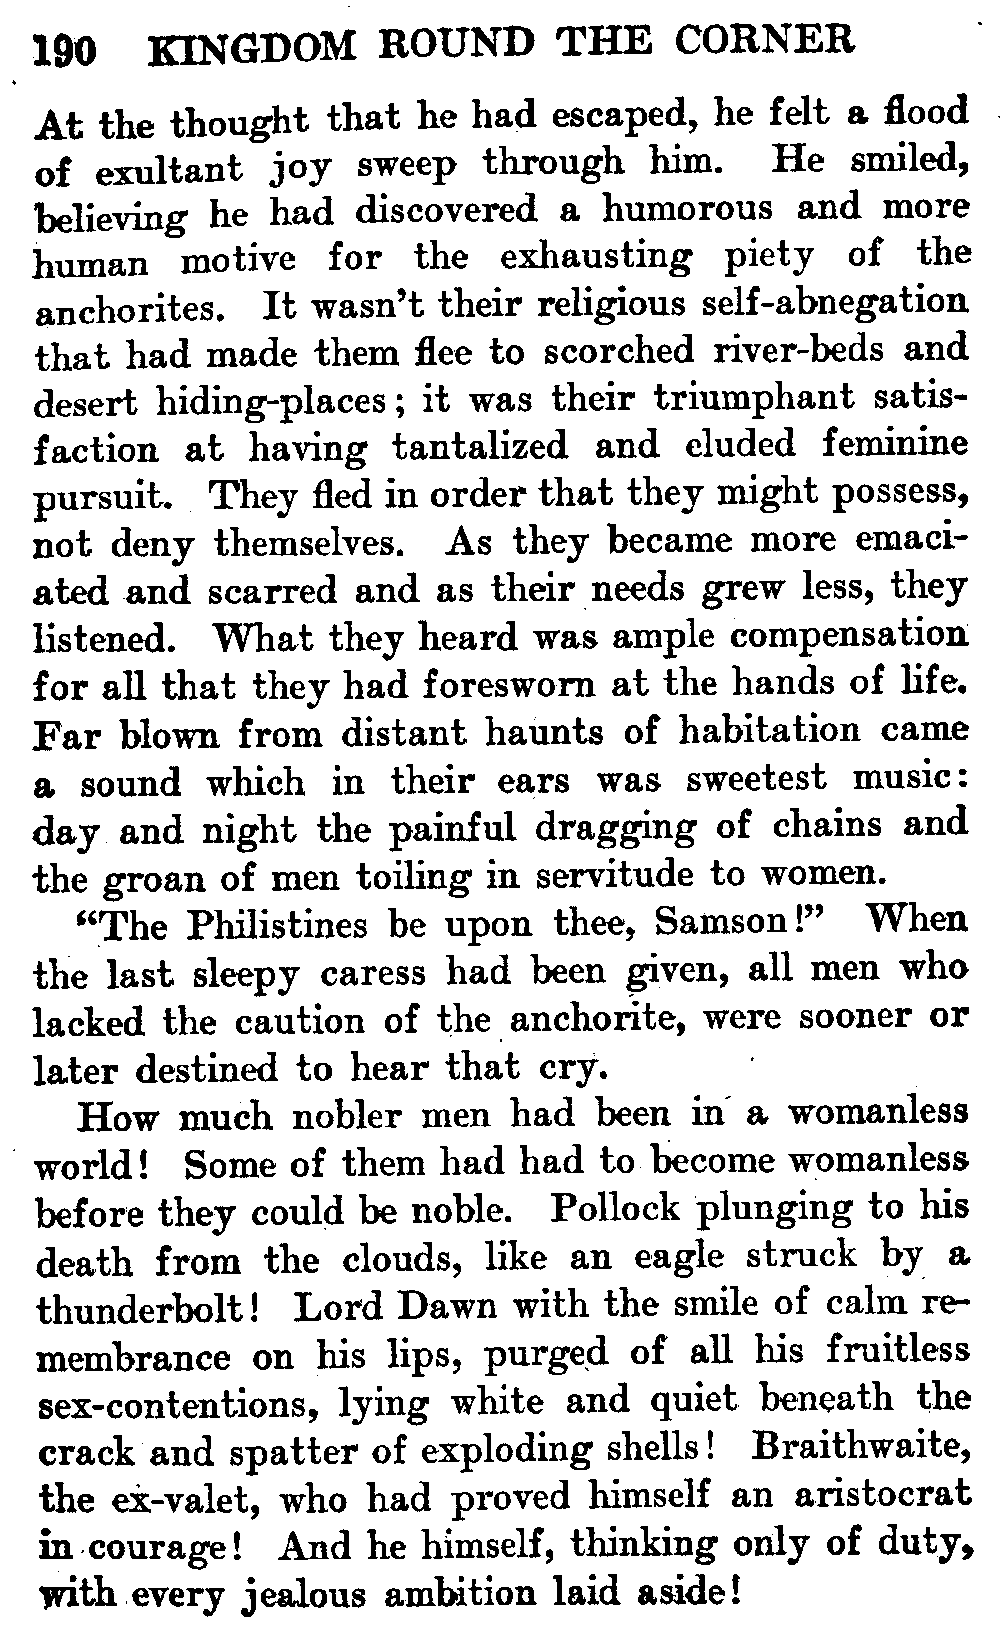 190 KINGDOM ROUND THE CORNER
At the thought that he had escaped, he felt a flood
of exultant joy sweep through him. He smiled,
believing he had discovered a humorous and more
human motive for the exhausting piety of the
anchorites. It wasn't their religious self-abnegation
that had made them flee to scorched river-beds and
desert hiding-places; it was their triumphant satis-
faction at having tantalized and cluded feminine
pursuit. They fled in order that they might possess,
not deny themselves. As they became more emaci-
ated and scarred and as their needs grew less, they
listened. What they heard was ample compensation
for all that they had foresworn at the hands of life.
Far blown from distant haunts of habitation came
a sound which in their ears was sweetest music:
day and night the painful dragging of chains and
the groan of men toiling in servitude to women.
"The Philistines be upon thee, Samson!" When
the last sleepy caress had been given, all men who
lacked the caution of the anchorite, were sooner or
later destined to hear that cry.
How much nobler men had been in a womanless
world! Some of them had had to become womanless
before they could be noble. Pollock plunging to his
death from the clouds, like an eagle struck by a
thunderbolt! Lord Dawn with the smile of calm re-
membrance on his lips, purged of all his fruitless
sex-contentions, lying white and quiet beneath the
crack and spatter of exploding shells! Braithwaite,
the ex-valet, who had proved himself an aristocrat
in courage! And he himself, thinking only of duty,
with every jealous ambition laid aside!